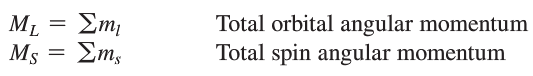 M_L = Σm_l Total orbital angular momentum
M_S = Σm_s Total spin angular momentum